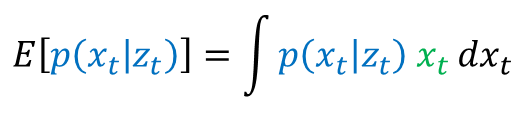 E[p(x_t|z_t)] = ∫ p(x_t|z_t) x_t dx_t